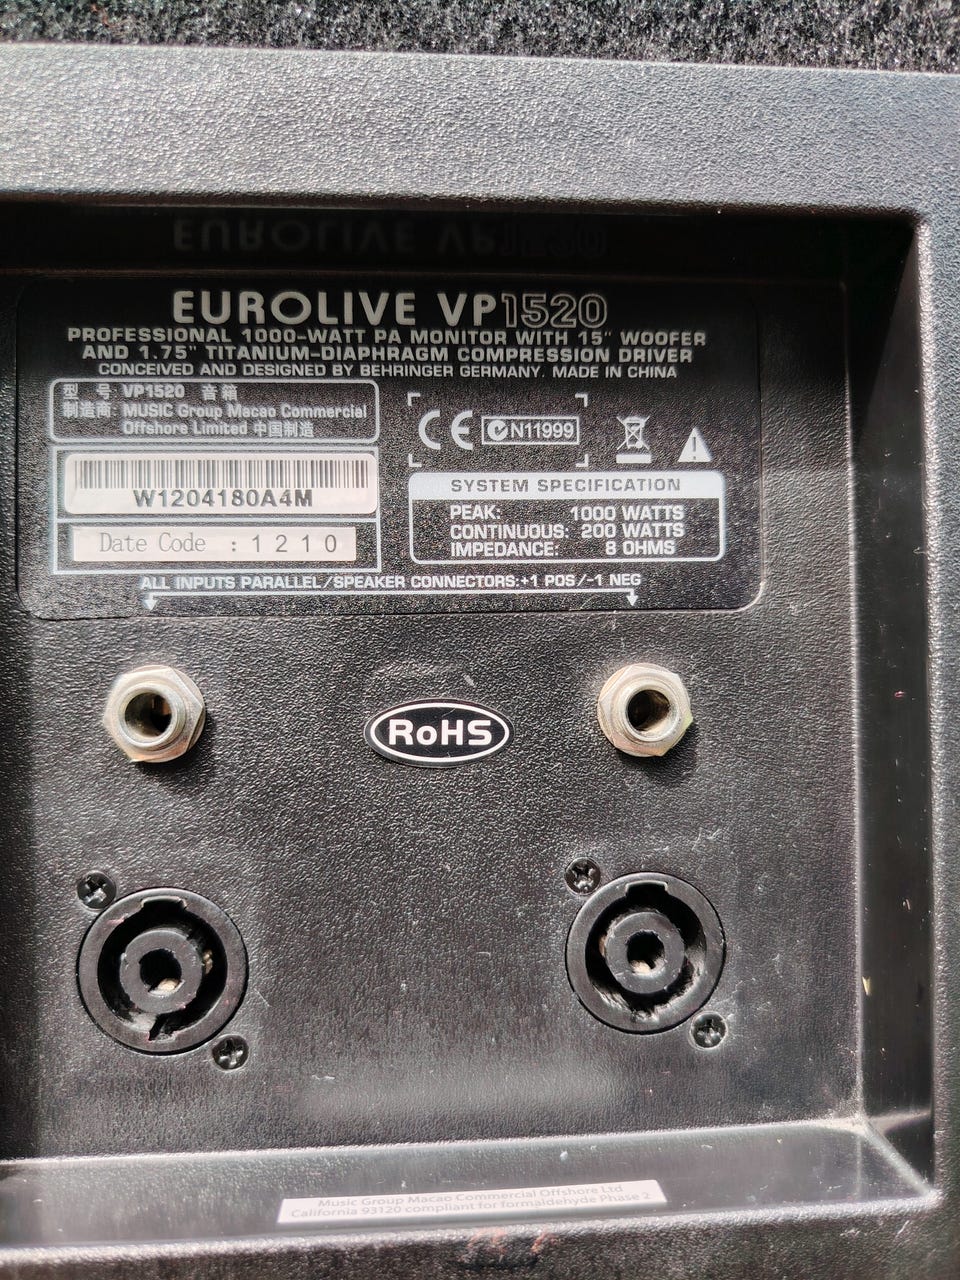 EUROLIVE VP1520
PROFESSIONAL 1000-WATT PA MONITOR WITH 15" WOOFER
AND 1.75" TITANIUM-DIAPHRAGM COMPRESSION DRIVER
CONCEIVED AND DESIGNED BY BEHRINGER GERMANY. MADE IN CHINA
型 号 VP1520 音 箱
制造商: MUSIC Group Macao Commercial
Offshore Limited 中国制造
W1204180A4M
Date Code : 1210
CE
N11999
SYSTEM SPECIFICATION
PEAK: 1000 WATTS
CONTINUOUS: 200 WATTS
IMPEDANCE: 8 OHMS
ALL INPUTS PARALLEL/SPEAKER CONNECTORS:+1 POS/-1 NEG
RoHS
Music Group Macao Commercial Offshore Ltd
California 93120 compliant for formaldehyde Phase 2